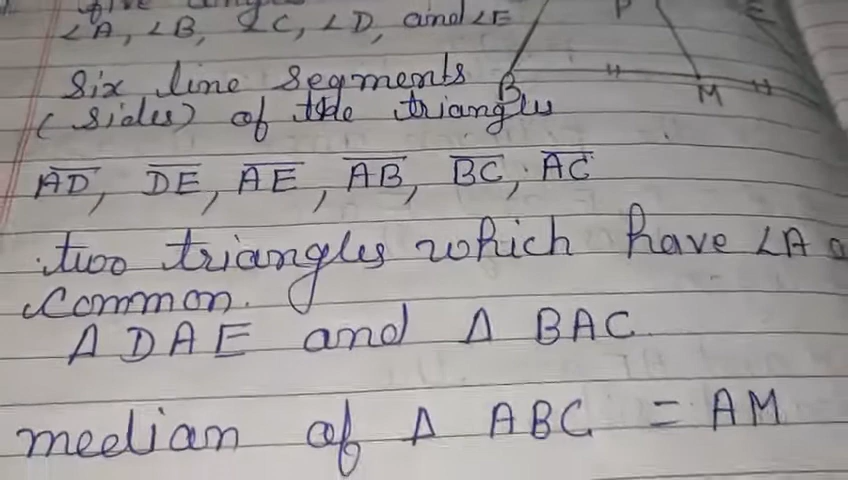 ∠A, ∠B, ∠C, ∠D, and ∠E
P
E
Six line segments
B
M
(sides) of the triangles
AD, DE, AE, AB, BC, AC
two triangles which have ∠A
common.
Δ DAE and Δ BAC
median of Δ ABC = AM